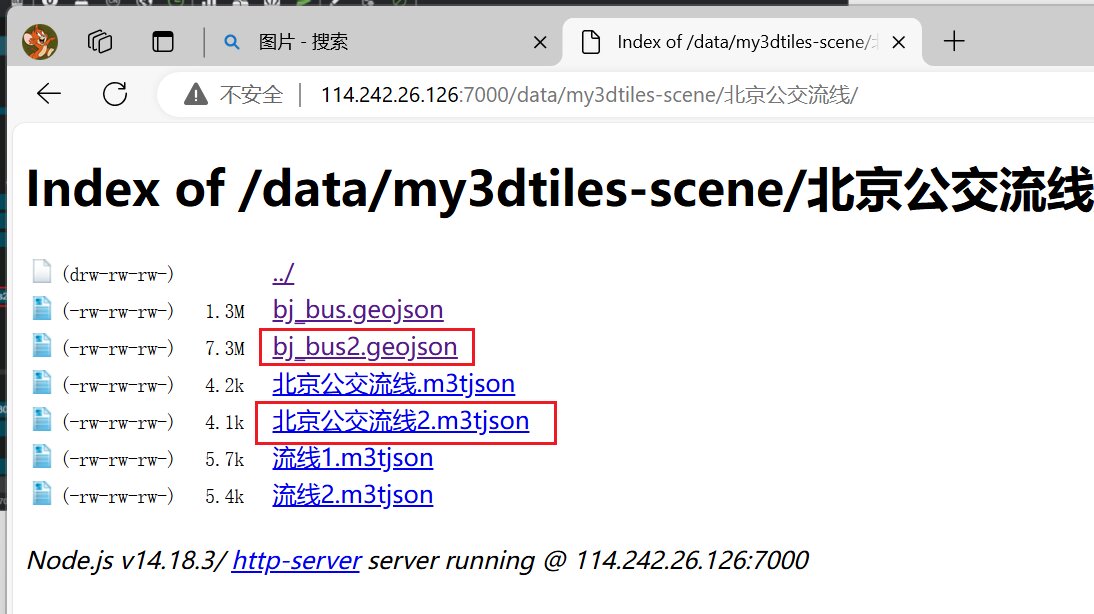 图片 - 搜索
Index of /data/my3dtiles-scene/
不安全 114.242.26.126:7000/data/my3dtiles-scene/北京公交流线/
Index of /data/my3dtiles-scene/北京公交流线
(drw-rw-rw-) ../
(-rw-rw-rw-) 1.3M bj_bus.geojson
(-rw-rw-rw-) 7.3M bj_bus2.geojson
(-rw-rw-rw-) 4.2k 北京公交流线.m3tjson
(-rw-rw-rw-) 4.1k 北京公交流线2.m3tjson
(-rw-rw-rw-) 5.7k 流线1.m3tjson
(-rw-rw-rw-) 5.4k 流线2.m3tjson
Node.js v14.18.3/ http-server server running @ 114.242.26.126:7000